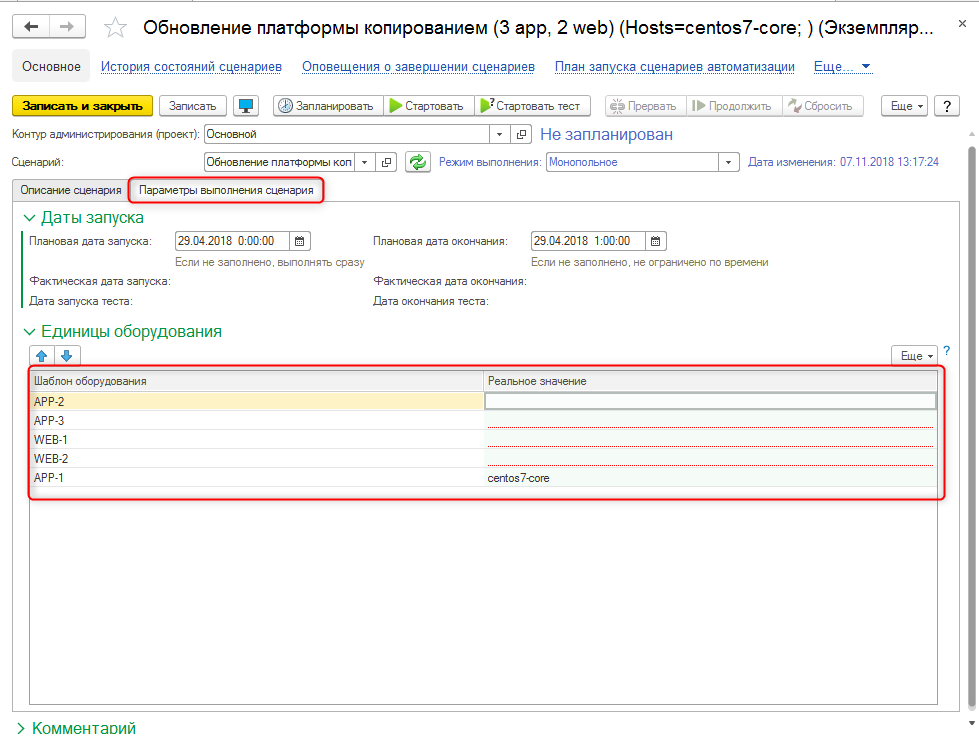 Обновление платформы копированием (3 app, 2 web) (Hosts=centos7-core; ) (Экземпляр...
Основное История состояний сценариев Оповещения о завершении сценариев План запуска сценариев автоматизации Еще...
Записать и закрыть Записать Запланировать Стартовать Стартовать тест Прервать Продолжить Сбросить Еще ?
Контур администрирования (проект): Основной Не запланирован
Сценарий: Обновление платформы коп Режим выполнения: Монопольное Дата изменения: 07.11.2018 13:17:24
Описание сценария Параметры выполнения сценария
Даты запуска
Плановая дата запуска: 29.04.2018 0:00:00 Плановая дата окончания: 29.04.2018 1:00:00
Если не заполнено, выполнять сразу Если не заполнено, не ограничено по времени
Фактическая дата запуска: Фактическая дата окончания:
Дата запуска теста: Дата окончания теста:
Единицы оборудования
Еще ?
Шаблон оборудования Реальное значение
APP-2
APP-3
WEB-1
WEB-2
APP-1 centos7-core
Комментарий